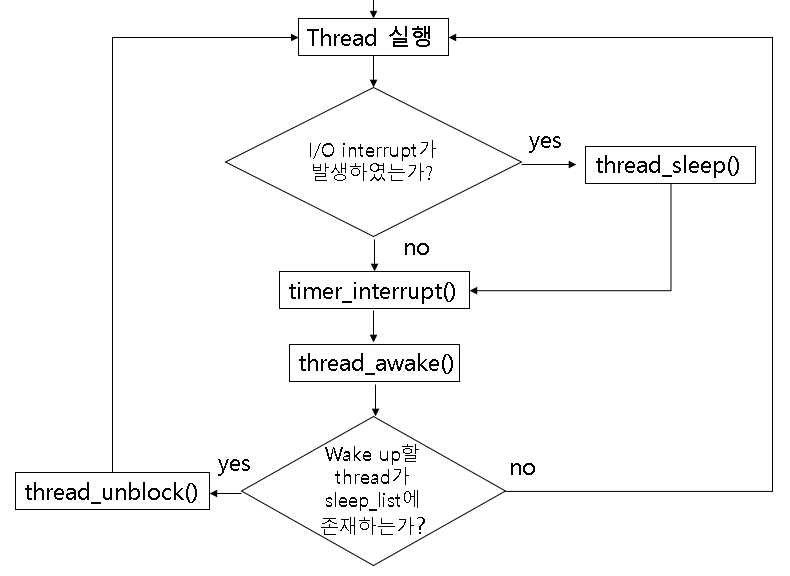 Thread 실행
I/O interrupt가
발생하였는가?
yes
thread_sleep()
no
timer_interrupt()
thread_awake()
Wake up할
thread가
sleep_list에
존재하는가?
yes
no
thread_unblock()